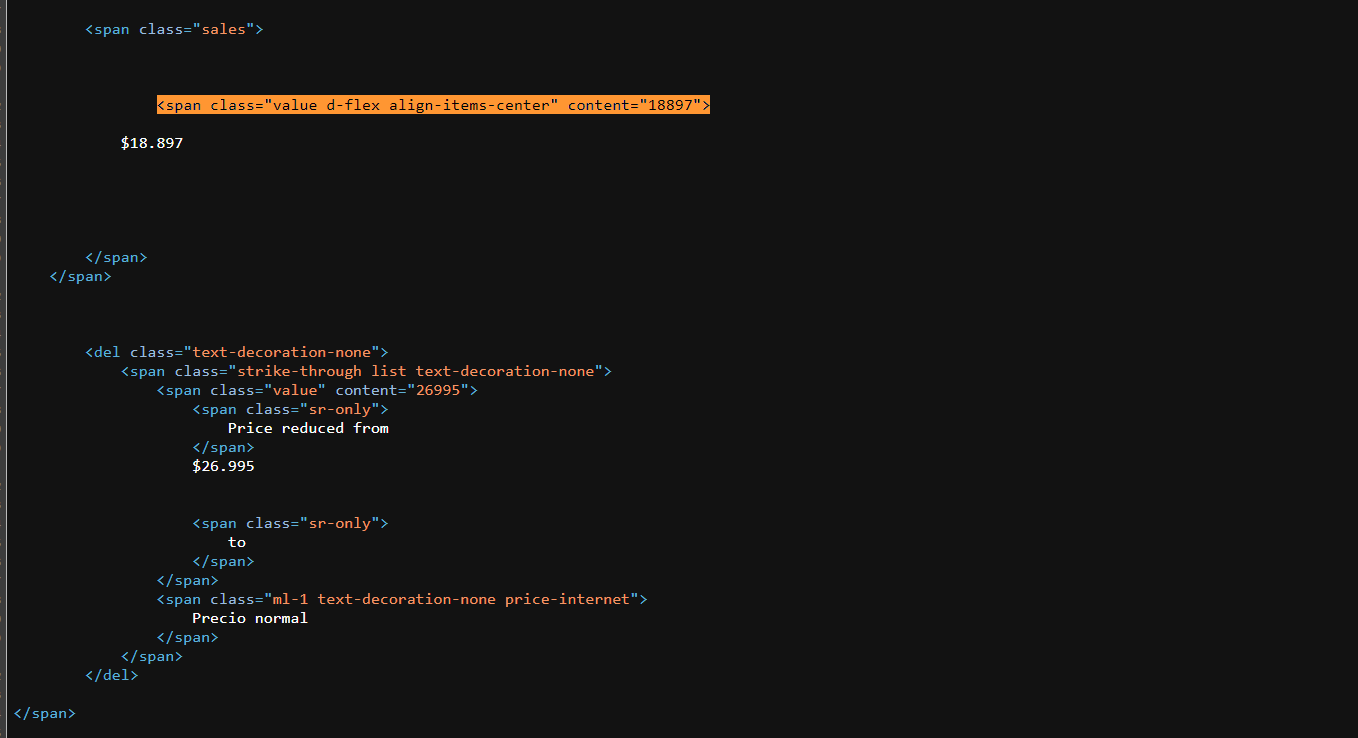 <span class="sales">
<span class="value d-flex align-items-center" content="18897">
$18.897
</span>
</span>
<del class="text-decoration-none">
<span class="strike-through list text-decoration-none">
<span class="value" content="26995">
<span class="sr-only">
Price reduced from
</span>
$26.995
<span class="sr-only">
to
</span>
</span>
<span class="ml-1 text-decoration-none price-internet">
Precio normal
</span>
</span>
</del>
</span>